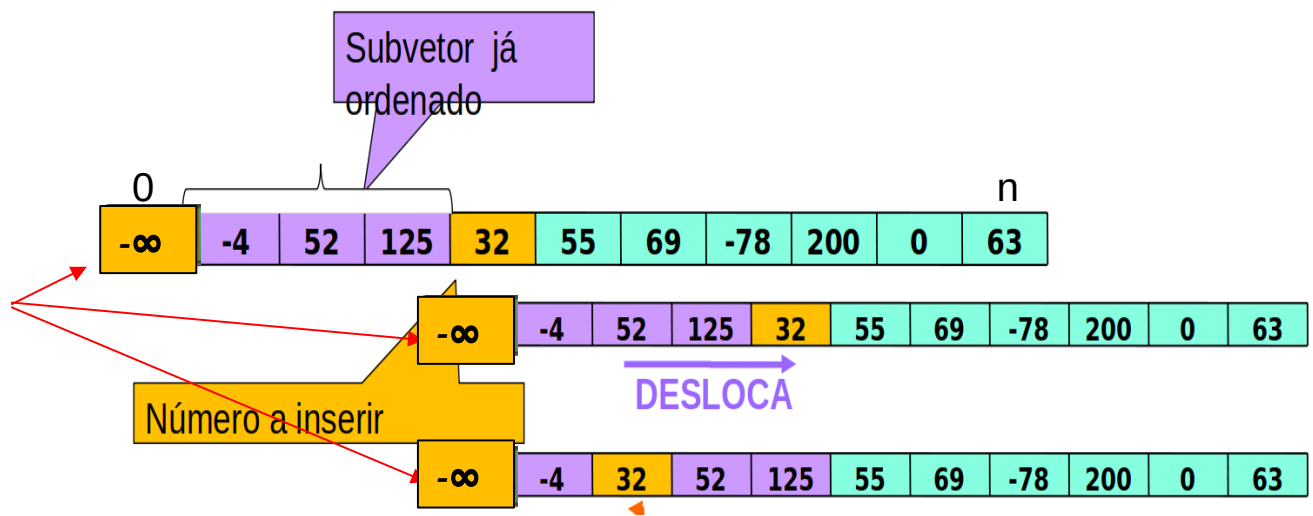 Subvetor já
ordenado
0 n
-∞ -4 52 125 32 55 69 -78 200 0 63
-∞ -4 52 125 32 55 69 -78 200 0 63
DESLOCA
Número a inserir
-∞ -4 32 52 125 55 69 -78 200 0 63